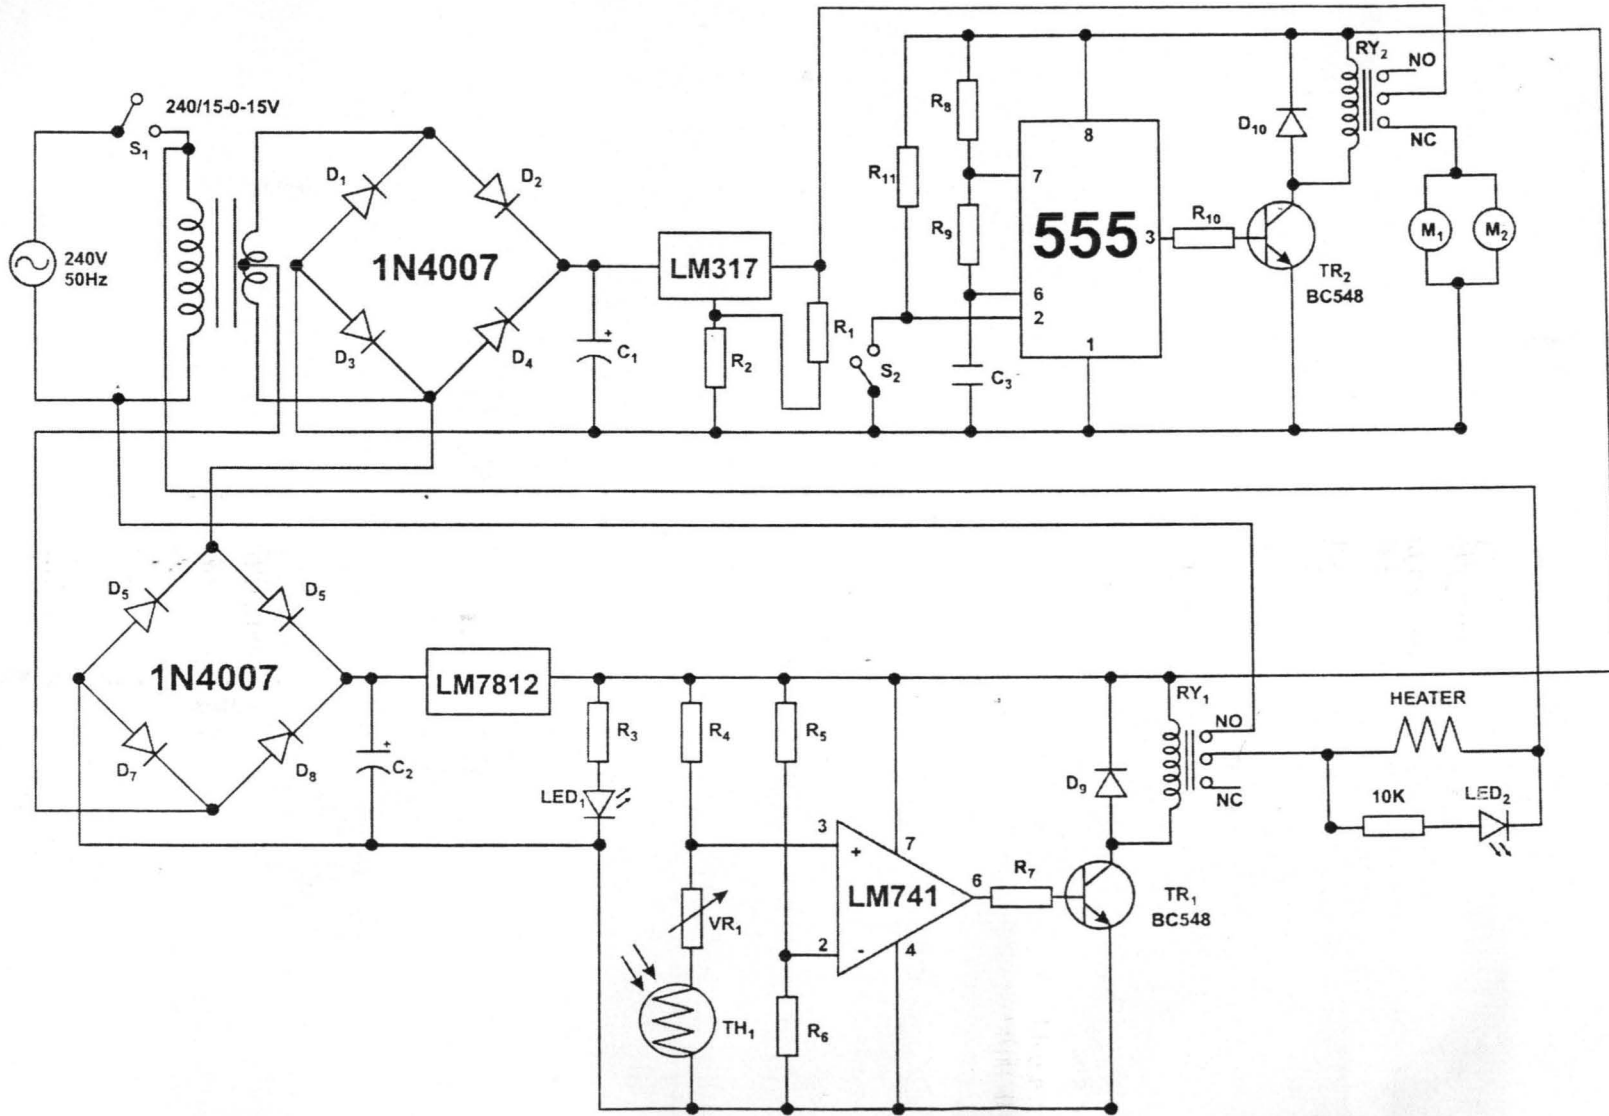 240/15-0-15V
S1
240V
50Hz
D1
D2
1N4007
D3
D4
C1
+
LM317
R2
R1
R11
R8
R9
S2
C3
7
8
555
3
6
2
1
R10
D10
TR2
BC548
RY2
NO
NC
M1
M2
D5
D5
1N4007
D7
D8
+
C2
LM7812
R3
LED1
R4
VR1
TH1
R5
R6
3
+
7
LM741
6
2
-
4
R7
D9
TR1
BC548
RY1
NO
NC
HEATER
10K
LED2